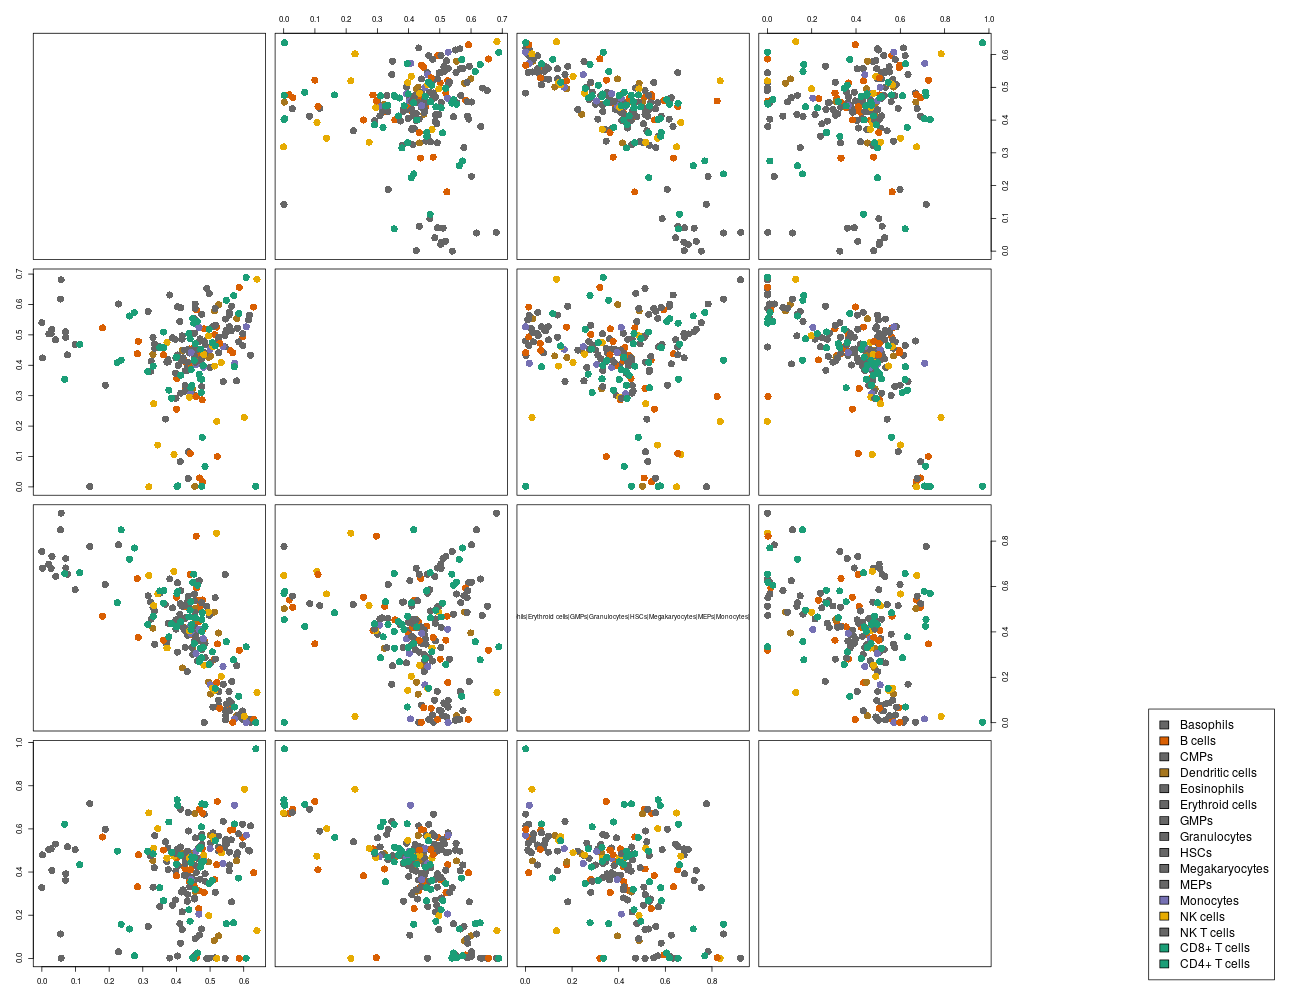 0.0 0.1 0.2 0.3 0.4 0.5 0.6 0.7
0.0 0.2 0.4 0.6 0.8 1.0
0.0 0.1 0.2 0.3 0.4 0.5 0.6
0.0 0.1 0.2 0.3 0.4 0.5 0.6 0.7
hils|Erythroid cells|GMPs|Granulocytes|HSCs|Megakaryocytes|MEPs|Monocytes|
0.0 0.2 0.4 0.6 0.8
0.0 0.2 0.4 0.6 0.8 1.0
0.0 0.1 0.2 0.3 0.4 0.5 0.6
0.0 0.2 0.4 0.6 0.8
Basophils
B cells
CMPs
Dendritic cells
Eosinophils
Erythroid cells
GMPs
Granulocytes
HSCs
Megakaryocytes
MEPs
Monocytes
NK cells
NK T cells
CD8+ T cells
CD4+ T cells